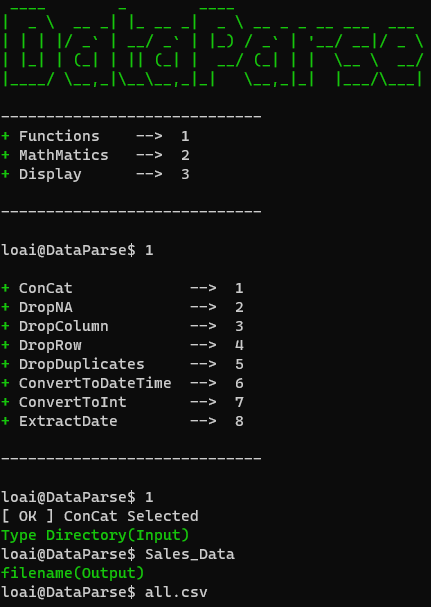 DataParse
------------------------------
+ Functions    -->  1
+ MathMatics   -->  2
+ Display      -->  3
------------------------------
loai@DataParse$ 1
+ ConCat             -->  1
+ DropNA             -->  2
+ DropColumn         -->  3
+ DropRow            -->  4
+ DropDuplicates     -->  5
+ ConvertToDateTime  -->  6
+ ConvertToInt       -->  7
+ ExtractDate        -->  8
------------------------------
loai@DataParse$ 1
[ OK ] ConCat Selected
Type Directory(Input)
loai@DataParse$ Sales_Data
filename(Output)
loai@DataParse$ all.csv